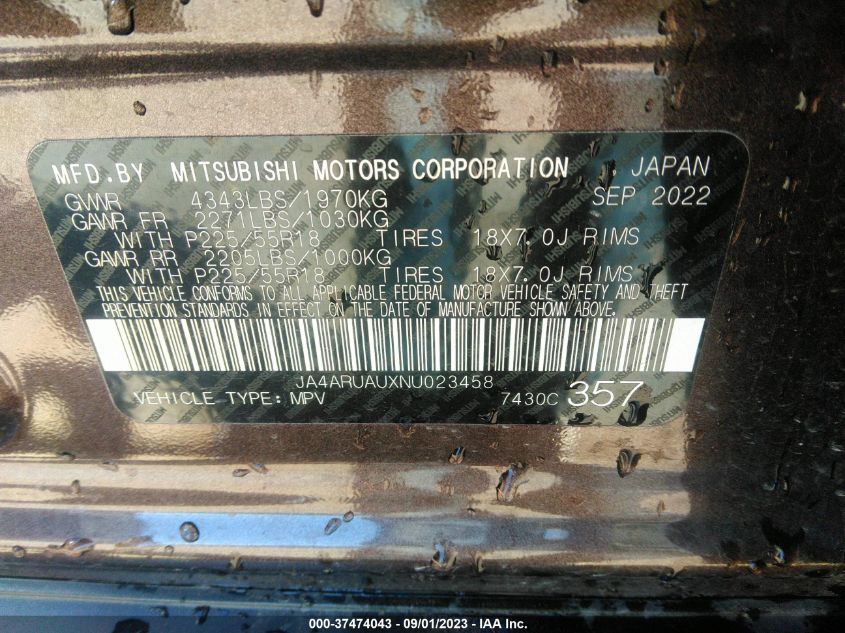 MFD.BY MITSUBISHI MOTORS CORPORATION JAPAN
GVWR 4343LBS/1970KG SEP 2022
GAWR FR 2271LBS/1030KG
WITH P225/55R18 TIRES 18X7.0J RIMS
GAWR RR 2205LBS/1000KG
WITH P225/55R18 TIRES 18X7.0J RIMS
THIS VEHICLE CONFORMS TO ALL APPLICABLE FEDERAL MOTOR VEHICLE SAFETY AND THEFT
PREVENTION STANDARDS IN EFFECT ON THE DATE OF MANUFACTURE SHOWN ABOVE.
JA4ARUAUXNU023458
VEHICLE TYPE: MPV 7430C 357
000-37474043 - 09/01/2023 - IAA Inc.